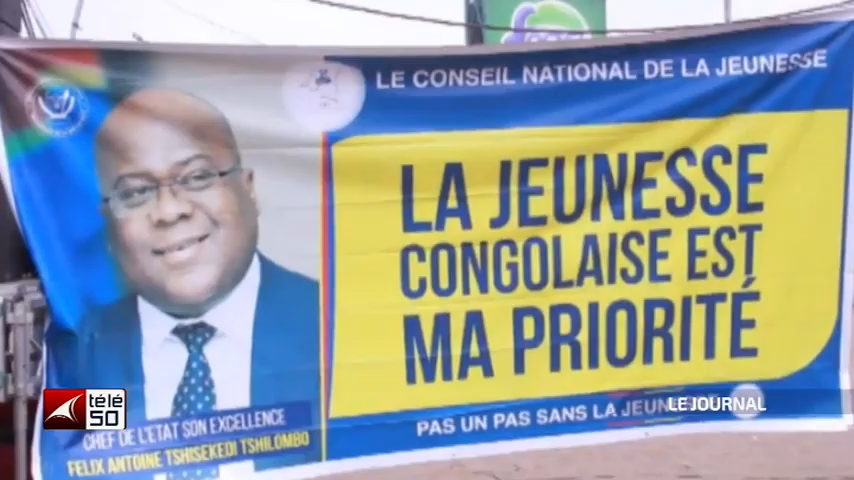 LE CONSEIL NATIONAL DE LA JEUNESSE
LA JEUNESSE
CONGOLAISE EST
MA PRIORITÉ
CHEF DE L'ETAT SON EXCELLENCE
FELIX ANTOINE TSHISEKEDI TSHILOMBO
PAS UN PAS SANS LA
télé
50
LE JOURNAL